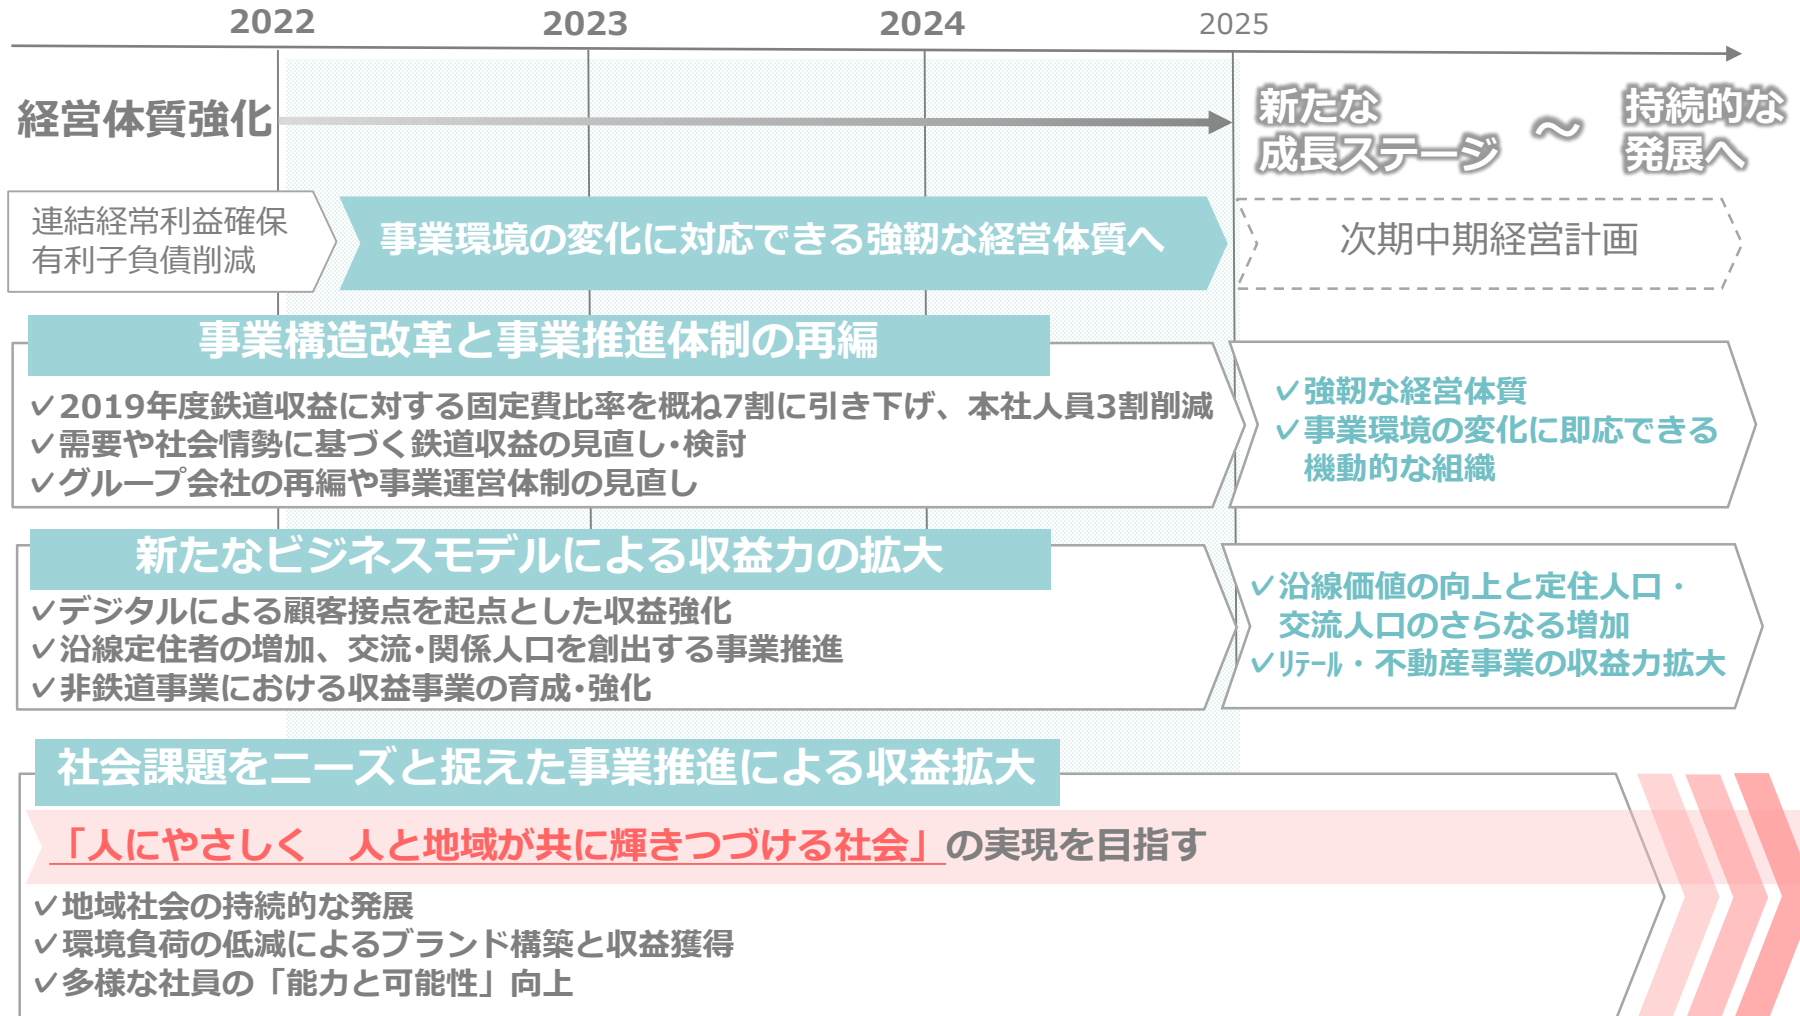 2022
2023
2024
2025
経営体質強化
新たな
成長ステージ
～
持続的な
発展へ
連結経常利益確保
有利子負債削減
事業環境の変化に対応できる強靭な経営体質へ
次期中期経営計画
事業構造改革と事業推進体制の再編
✓2019年度鉄道収益に対する固定費比率を概ね7割に引き下げ、本社人員3割削減
✓需要や社会情勢に基づく鉄道収益の見直し･検討
✓グループ会社の再編や事業運営体制の見直し
✓強靭な経営体質
✓事業環境の変化に即応できる
機動的な組織
新たなビジネスモデルによる収益力の拡大
✓デジタルによる顧客接点を起点とした収益強化
✓沿線定住者の増加、交流･関係人口を創出する事業推進
✓非鉄道事業における収益事業の育成･強化
✓沿線価値の向上と定住人口・
交流人口のさらなる増加
✓ﾘﾃｰﾙ・不動産事業の収益力拡大
社会課題をニーズと捉えた事業推進による収益拡大
「人にやさしく　人と地域が共に輝きつづける社会」の実現を目指す
✓地域社会の持続的な発展
✓環境負荷の低減によるブランド構築と収益獲得
✓多様な社員の「能力と可能性」向上